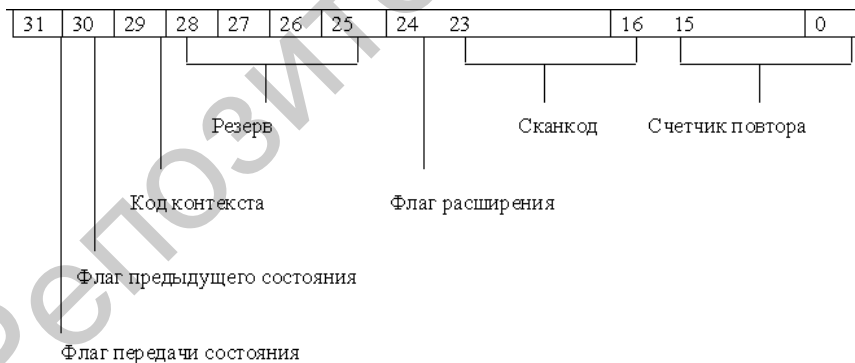 31 30 29 28 27 26 25 24 23 16 15 0
Резерв Сканкод Счетчик повтора
Код контекста Флаг расширения
Флаг предыдущего состояния
Флаг передачи состояния